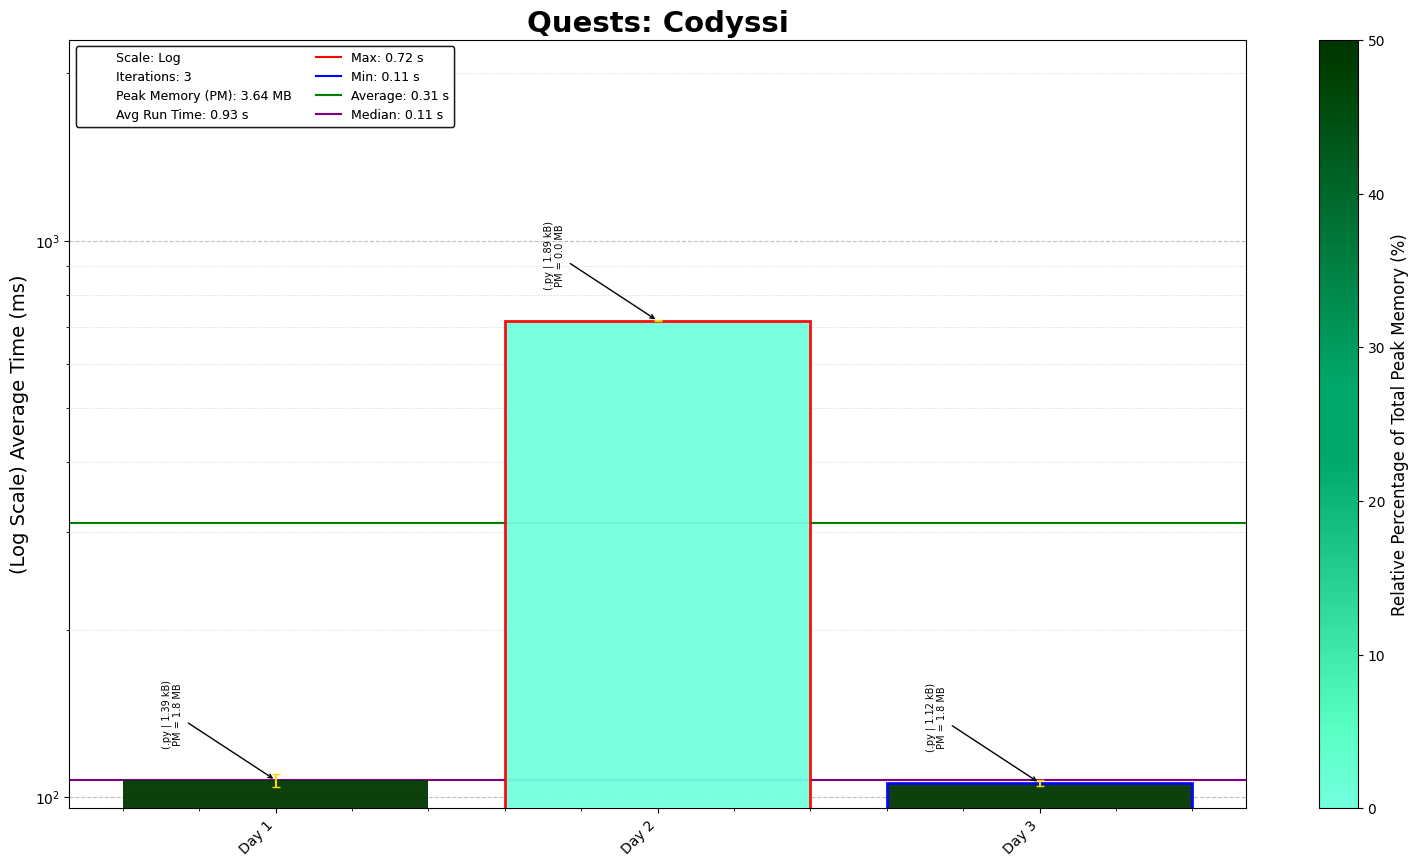 Quests: Codyssi
Scale: Log
Iterations: 3
Peak Memory (PM): 3.64 MB
Avg Run Time: 0.93 s
Max: 0.72 s
Min: 0.11 s
Average: 0.31 s
Median: 0.11 s
(Log Scale) Average Time (ms)
10³
10²
(.py | 1.39 kB)
PM = 1.8 MB
(.py | 1.89 kB)
PM = 0.0 MB
(.py | 1.12 kB)
PM = 1.8 MB
Day 1
Day 2
Day 3
50
40
30
20
10
0
Relative Percentage of Total Peak Memory (%)